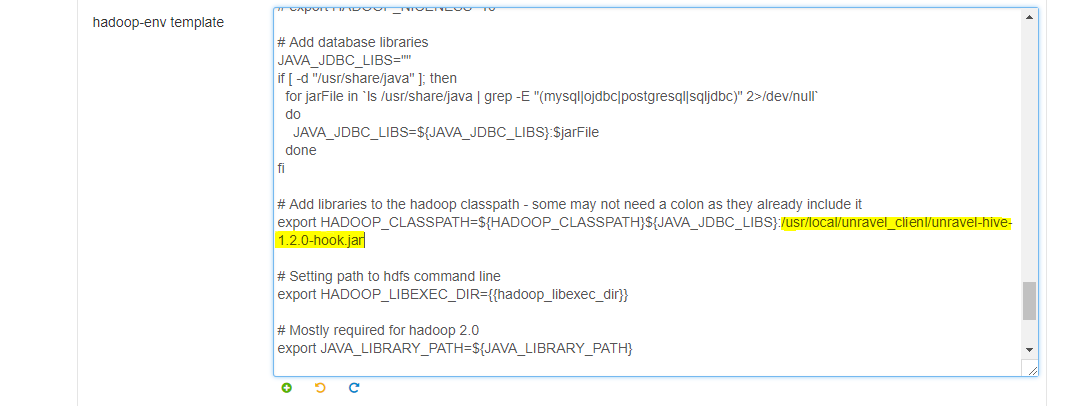 hadoop-env template
# export HADOOP_NICENESS=10
# Add database libraries
JAVA_JDBC_LIBS=""
if [ -d "/usr/share/java" ]; then
for jarFile in `ls /usr/share/java | grep -E "(mysql|ojdbc|postgresql|sqljdbc)" 2>/dev/null`
do
JAVA_JDBC_LIBS=${JAVA_JDBC_LIBS}:$jarFile
done
fi
# Add libraries to the hadoop classpath - some may not need a colon as they already include it
export HADOOP_CLASSPATH=${HADOOP_CLASSPATH}${JAVA_JDBC_LIBS}:/usr/local/unravel_client/unravel-hive-
1.2.0-hook.jar
# Setting path to hdfs command line
export HADOOP_LIBEXEC_DIR={{hadoop_libexec_dir}}
# Mostly required for hadoop 2.0
export JAVA_LIBRARY_PATH=${JAVA_LIBRARY_PATH}